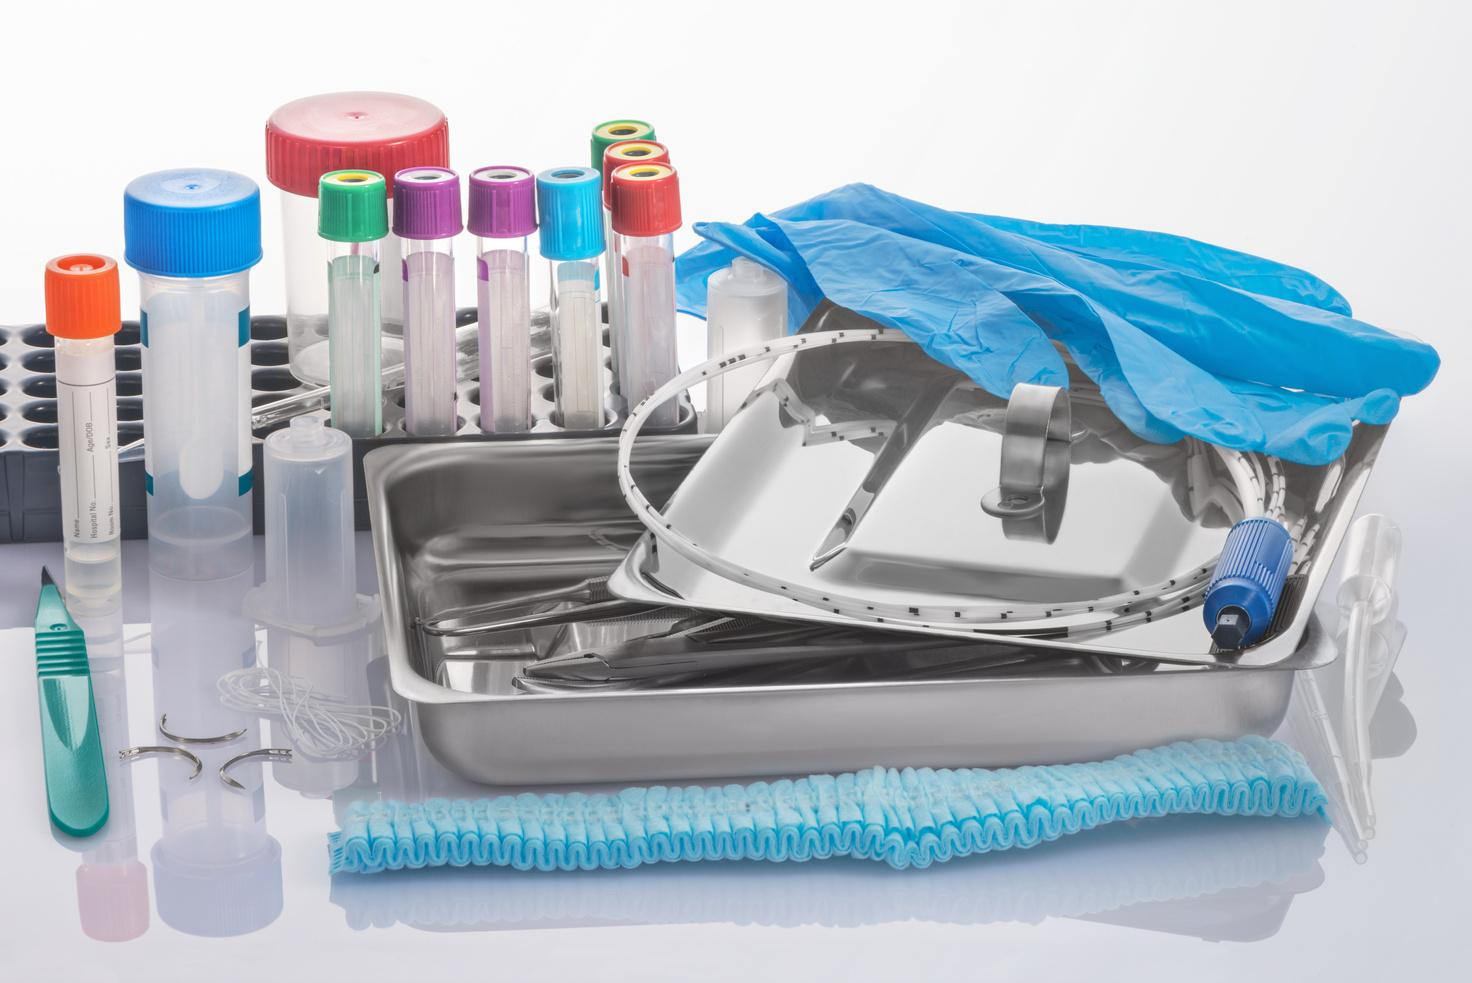 Name
Hospital No.
Room No.
Age/DOB
Sex